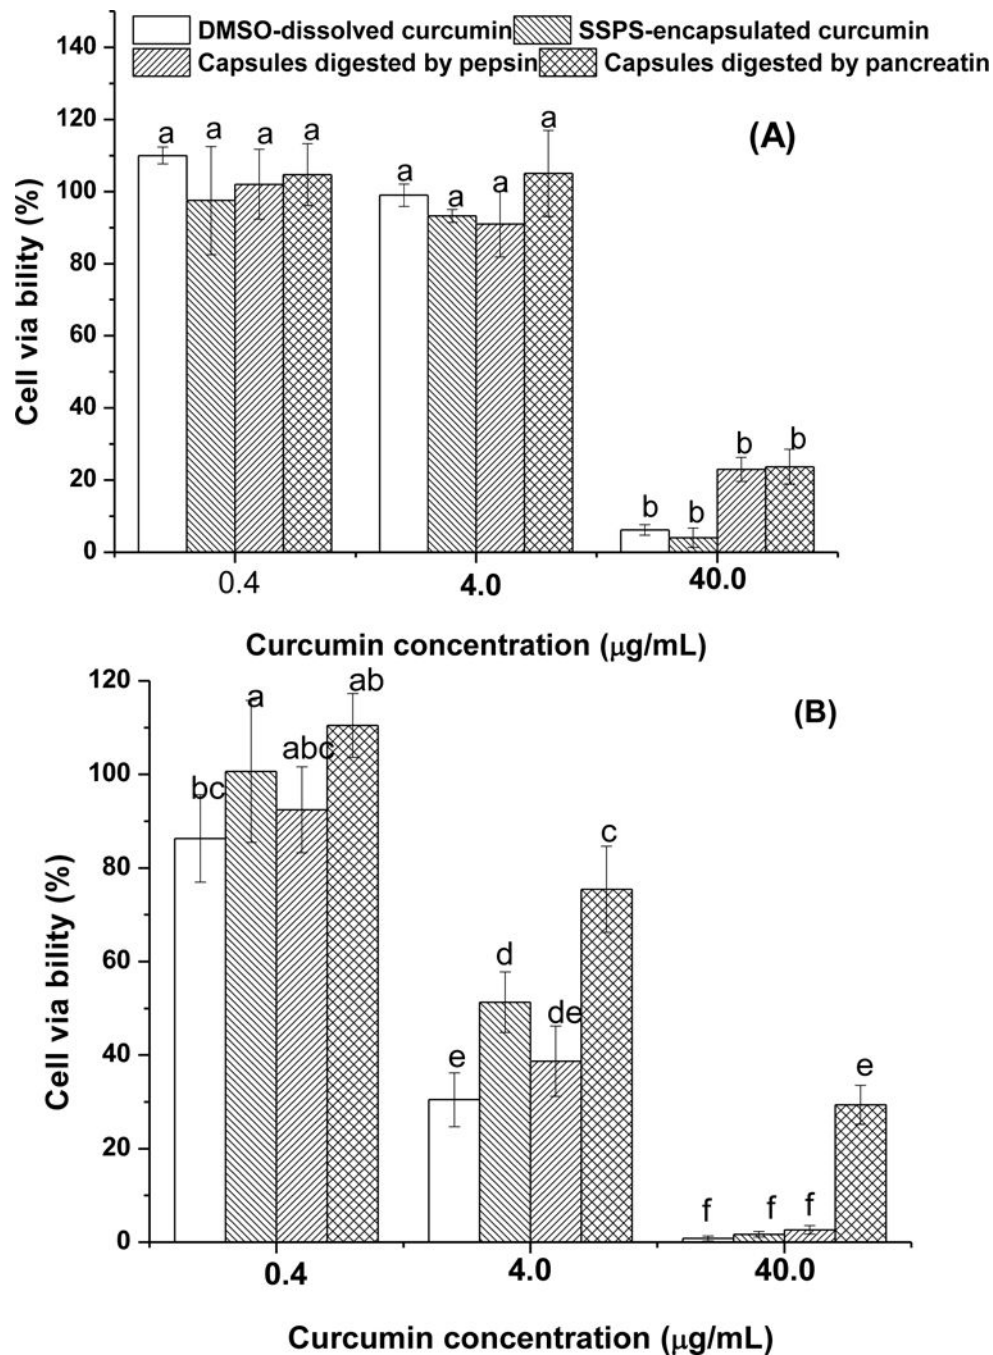 DMSO-dissolved curcumin SSPS-encapsulated curcumin
Capsules digested by pepsin Capsules digested by pancreatin
(A)
Cell via bility (%)
140
120
100
80
60
40
20
0
a a a a
a a a a
b b b b
0.4 4.0 40.0
Curcumin concentration (μg/mL)
(B)
Cell via bility (%)
120
100
80
60
40
20
0
bc a abc ab
e d de c
f f f e
0.4 4.0 40.0
Curcumin concentration (μg/mL)